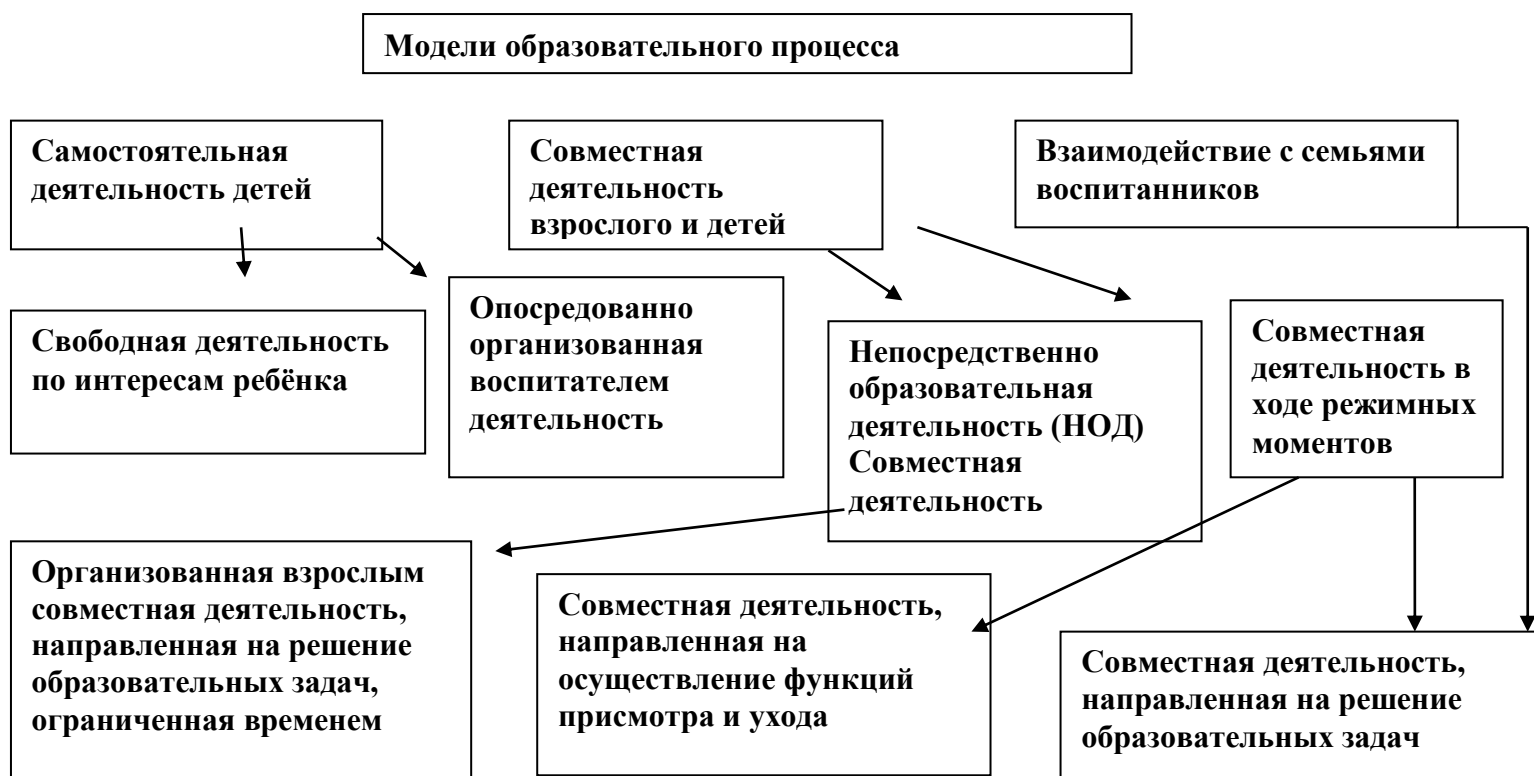 Модели образовательного процесса
Самостоятельная
деятельность детей
Совместная
деятельность
взрослого и детей
Взаимодействие с семьями
воспитанников
Свободная деятельность
по интересам ребёнка
Опосредованно
организованная
воспитателем
деятельность
Непосредственно
образовательная
деятельность (НОД)
Совместная
деятельность
Совместная
деятельность в
ходе режимных
моментов
Организованная взрослым
совместная деятельность,
направленная на решение
образовательных задач,
ограниченная временем
Совместная деятельность,
направленная на
осуществление функций
присмотра и ухода
Совместная деятельность,
направленная на решение
образовательных задач